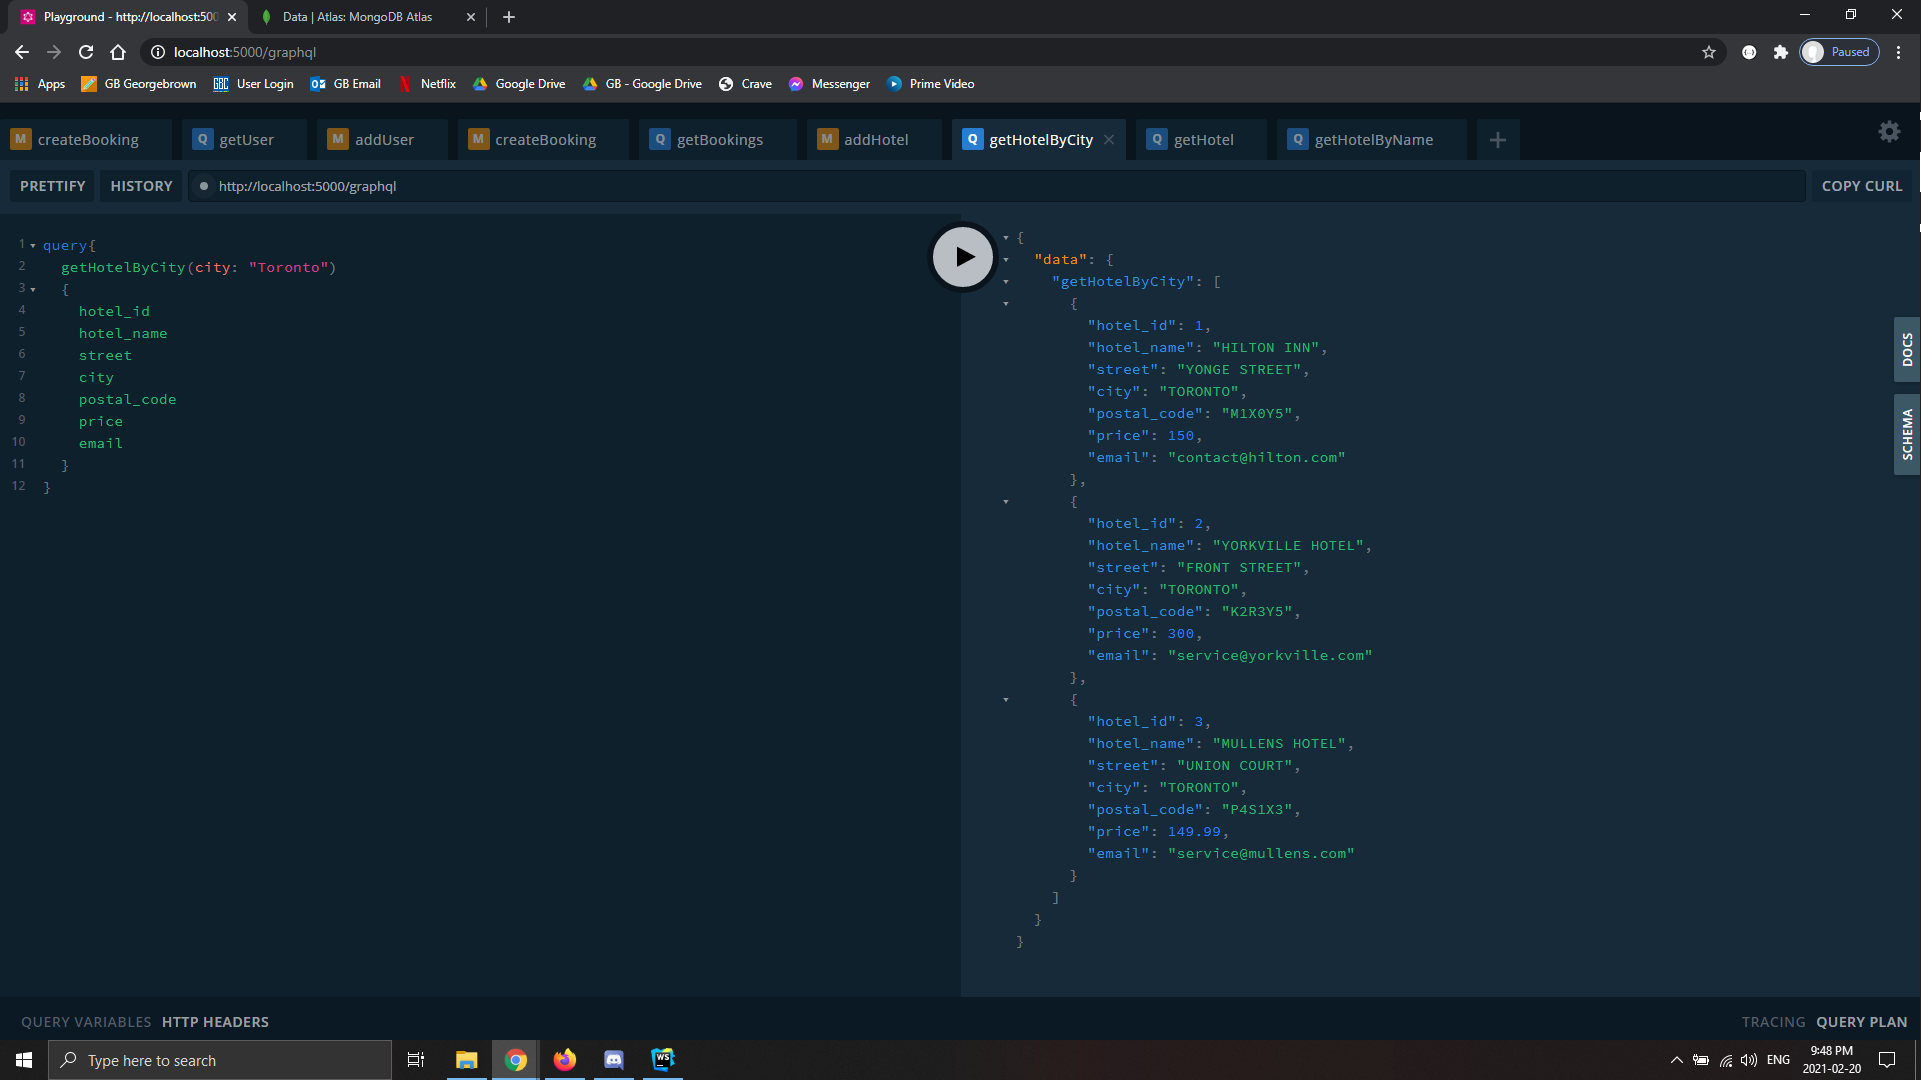 Playground - http://localhost:500
Data | Atlas: MongoDB Atlas
localhost:5000/graphql
Paused
Apps
GB Georgebrown
GBC
User Login
GB Email
Netflix
Google Drive
GB - Google Drive
Crave
Messenger
Prime Video
M createBooking
Q getUser
M addUser
M createBooking
Q getBookings
M addHotel
Q getHotelByCity
Q getHotel
Q getHotelByName
PRETTIFY
HISTORY
http://localhost:5000/graphql
COPY CURL
1 query{
2 getHotelByCity(city: "Toronto")
3 {
4 hotel_id
5 hotel_name
6 street
7 city
8 postal_code
9 price
10 email
11 }
12 }
{
"data": {
"getHotelByCity": [
{
"hotel_id": 1,
"hotel_name": "HILTON INN",
"street": "YONGE STREET",
"city": "TORONTO",
"postal_code": "M1X0Y5",
"price": 150,
"email": "contact@hilton.com"
},
{
"hotel_id": 2,
"hotel_name": "YORKVILLE HOTEL",
"street": "FRONT STREET",
"city": "TORONTO",
"postal_code": "K2R3Y5",
"price": 300,
"email": "service@yorkville.com"
},
{
"hotel_id": 3,
"hotel_name": "MULLENS HOTEL",
"street": "UNION COURT",
"city": "TORONTO",
"postal_code": "P4S1X3",
"price": 149.99,
"email": "service@mullens.com"
}
]
}
}
DOCS
SCHEMA
QUERY VARIABLES
HTTP HEADERS
TRACING
QUERY PLAN
Type here to search
WS
ENG
9:48 PM
2021-02-20